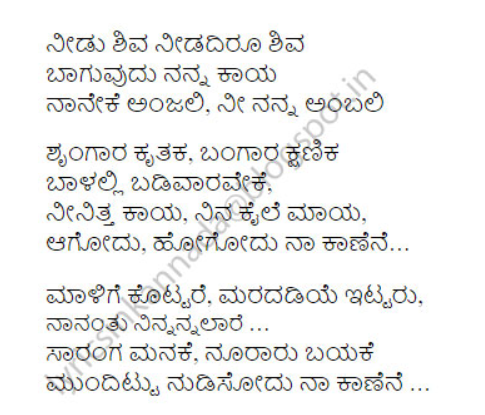 ನೀಡು ಶಿವ ನೀಡದಿರೂ ಶಿವ
ಬಾಗುವುದು ನನ್ನ ಕಾಯ
ನಾನೇಕೆ ಅಂಜಲಿ, ನೀ ನನ್ನ ಅಂಬಲಿ
ಶೃಂಗಾರ ಕೃತಕ, ಬಂಗಾರ ಕ್ಷಣಿಕ
ಬಾಳಲ್ಲಿ ಬಡಿವಾರವೇಕೆ,
ನೀನಿತ್ತ ಕಾಯ, ನಿನ ಕೈಲೆ ಮಾಯ,
ಆಗೋದು, ಹೋಗೋದು ನಾ ಕಾಣೆನೆ...
ಮಾಳಿಗೆ ಕೊಟ್ಟರೆ, ಮರದಡಿಯೆ ಇಟ್ಟರು,
ನಾನಂತು ನಿನ್ನನ್ನಲಾರೆ ...
ಸಾರಂಗ ಮನಕೆ, ನೂರಾರು ಬಯಕೆ
ಮುಂದಿಟ್ಟು ನುಡಿಸೋದು ನಾ ಕಾಣೆನೆ ...
lyricsinkannada@blogspot.in